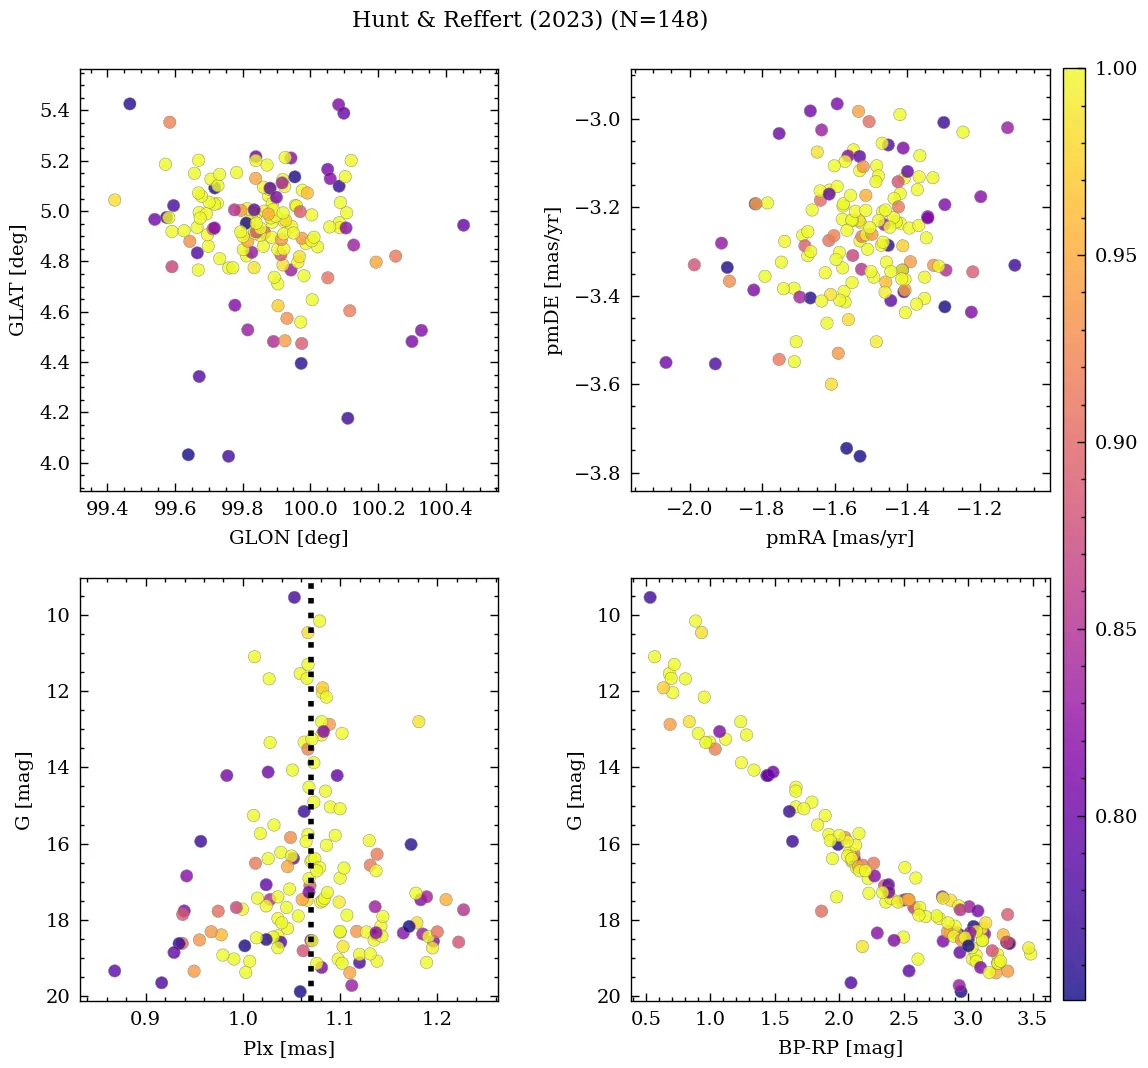 Hunt & Reffert (2023) (N=148)
5.4
5.2
5.0
4.8
4.6
4.4
4.2
4.0
GLAT [deg]
99.4 99.6 99.8 100.0 100.2 100.4
GLON [deg]
−3.0
−3.2
−3.4
−3.6
−3.8
pmDE [mas/yr]
−2.0 −1.8 −1.6 −1.4 −1.2
pmRA [mas/yr]
1.00
0.95
0.90
0.85
0.80
10
12
14
16
18
20
G [mag]
0.9 1.0 1.1 1.2
Plx [mas]
10
12
14
16
18
20
G [mag]
0.5 1.0 1.5 2.0 2.5 3.0 3.5
BP-RP [mag]